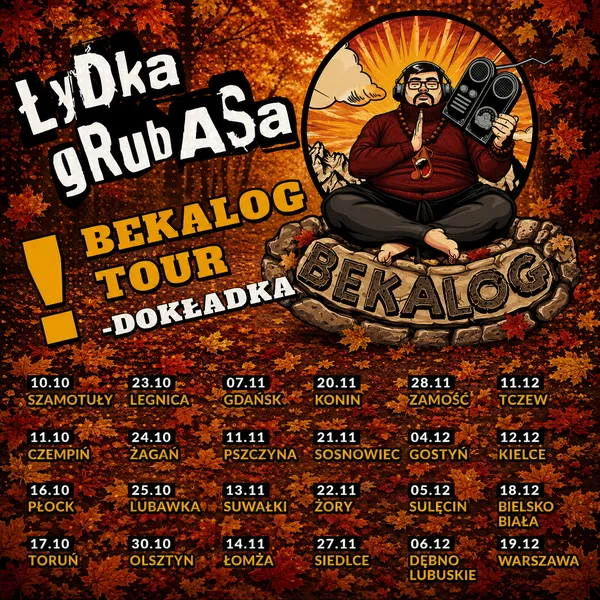 ŁyDka
gRubASa
!
BEKALOG
TOUR
-DOKŁADKA
BEKALOG
10.10
SZAMOTUŁY
11.10
CZEMPIŃ
16.10
PŁOCK
17.10
TORUŃ
23.10
LEGNICA
24.10
ŻAGAŃ
25.10
LUBAWKA
30.10
OLSZTYN
07.11
GDAŃSK
11.11
PSZCZYNA
13.11
SUWAŁKI
14.11
ŁOMŻA
20.11
KONIN
21.11
SOSNOWIEC
22.11
ŻORY
27.11
SIEDLCE
28.11
ZAMOŚĆ
04.12
GOSTYŃ
05.12
SULĘCIN
06.12
DĘBNO
LUBUSKIE
11.12
TCZEW
12.12
KIELCE
18.12
BIELSKO
BIAŁA
19.12
WARSZAWA